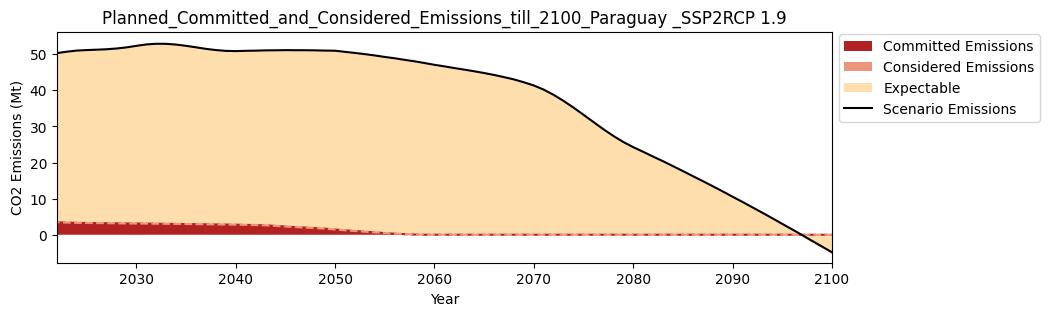 Planned_Committed_and_Considered_Emissions_till_2100_Paraguay _SSP2RCP 1.9
CO2 Emissions (Mt)
50
40
30
20
10
0
2030
2040
2050
2060
2070
2080
2090
2100
Year
Committed Emissions
Considered Emissions
Expectable
Scenario Emissions